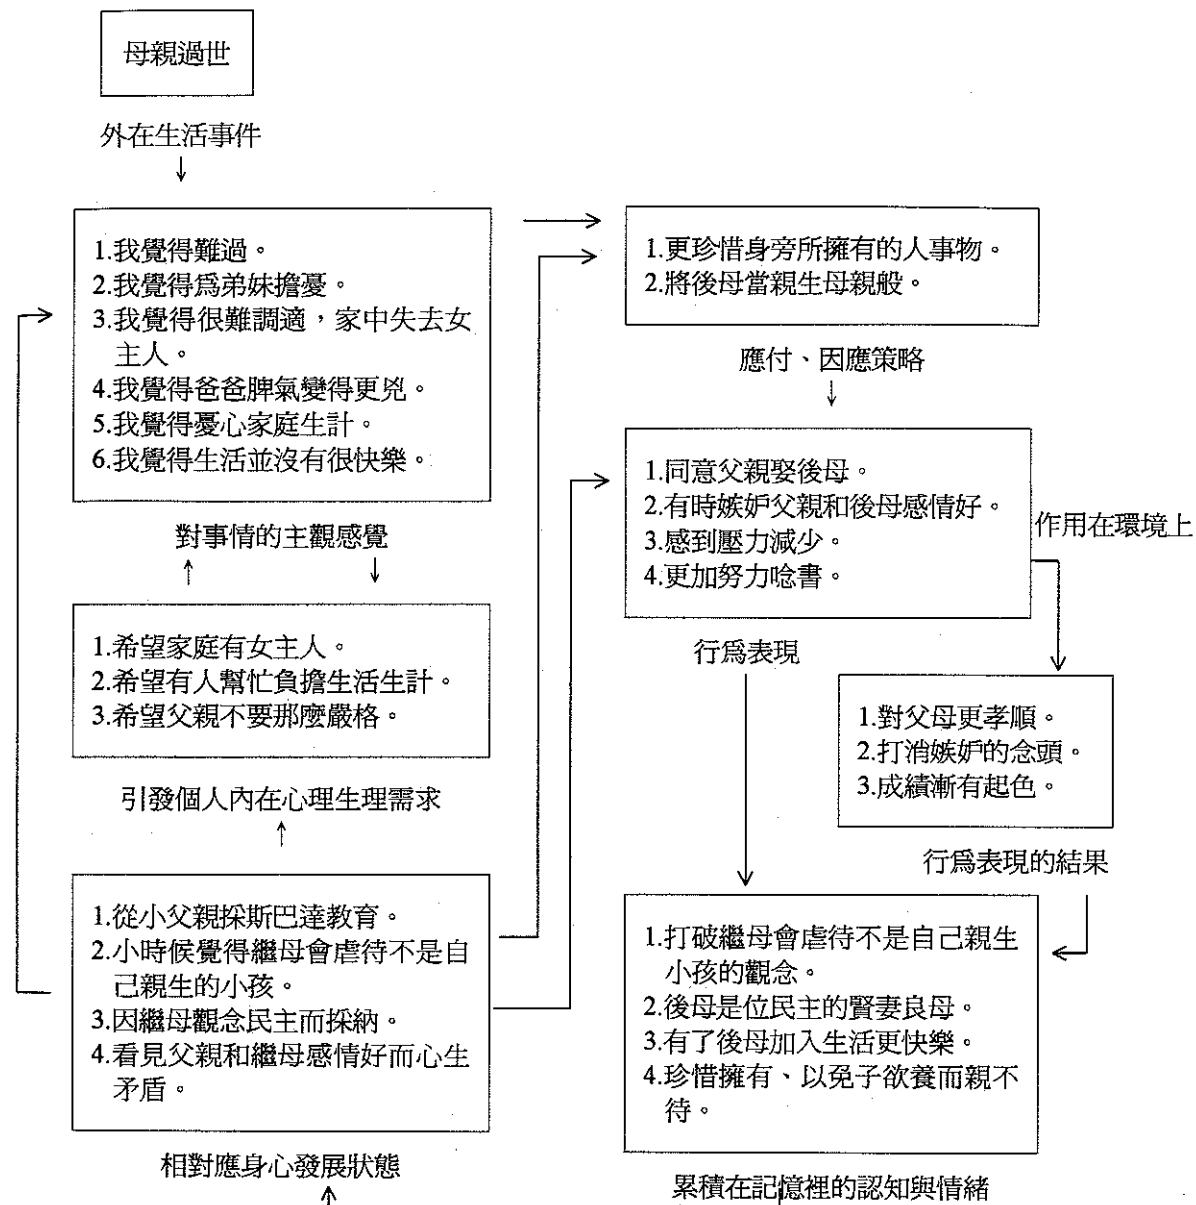 母親過世
外在生活事件
↓
1.我覺得難過。
2.我覺得爲弟妹擔憂。
3.我覺得很難調適，家中失去女
主人。
4.我覺得爸爸脾氣變得更兇。
5.我覺得憂心家庭生計。
6.我覺得生活並沒有很快樂。
對事情的主觀感覺
↑ ↓
1.希望家庭有女主人。
2.希望有人幫忙負擔生活生計。
3.希望父親不要那麼嚴格。
引發個人內在心理生理需求
↑
1.從小父親採斯巴達教育。
2.小時候覺得繼母會虐待不是自
己親生的小孩。
3.因繼母觀念民主而採納。
4.看見父親和繼母感情好而心生
矛盾。
相對應身心發展狀態
1.更珍惜身旁所擁有的人事物。
2.將後母當親生母親般。
應付、因應策略
↓
1.同意父親娶後母。
2.有時嫉妒父親和後母感情好。
3.感到壓力減少。
4.更加努力唸書。
作用在環境上
行爲表現
1.對父母更孝順。
2.打消嫉妒的念頭。
3.成績漸有起色。
行爲表現的結果
1.打破繼母會虐待不是自己親生
小孩的觀念。
2.後母是位民主的賢妻良母。
3.有了後母加入生活更快樂。
4.珍惜擁有、以免子欲養而親不
待。
累積在記憶裡的認知與情緒